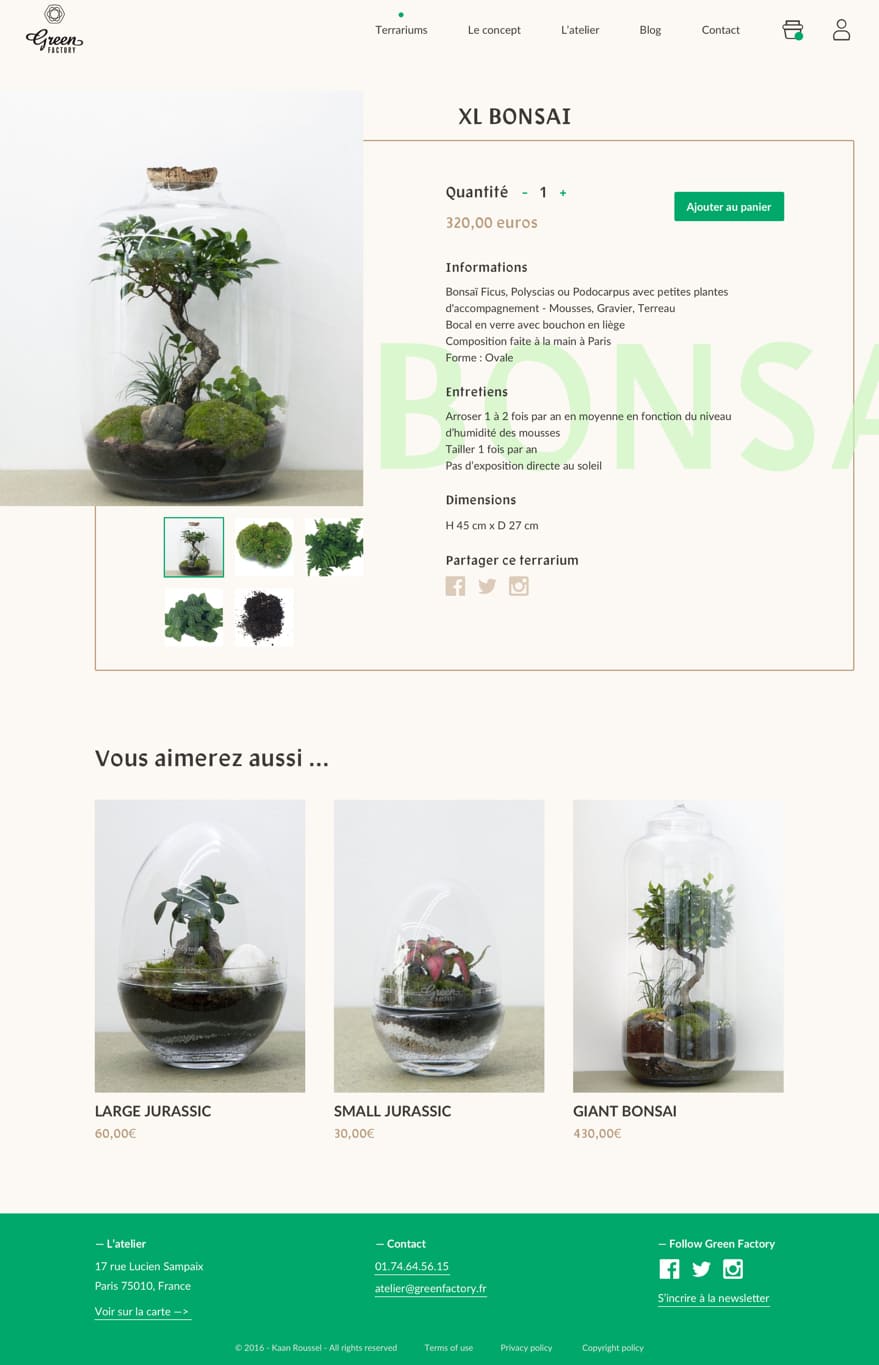 Green
FACTORY
Terrariums
Le concept
L'atelier
Blog
Contact
XL BONSAI
Quantité - 1 +
Ajouter au panier
320,00 euros
Informations
Bonsaï Ficus, Polyscias ou Podocarpus avec petites plantes
d'accompagnement - Mousses, Gravier, Terreau
Bocal en verre avec bouchon en liège
Composition faite à la main à Paris
Forme : Ovale
BONSA
Entretiens
Arroser 1 à 2 fois par an en moyenne en fonction du niveau
d'humidité des mousses
Tailler 1 fois par an
Pas d'exposition directe au soleil
Dimensions
H 45 cm x D 27 cm
Partager ce terrarium
Vous aimerez aussi ...
Green
LARGE JURASSIC
60,00€
SMALL JURASSIC
30,00€
GIANT BONSAI
430,00€
— L'atelier
17 rue Lucien Sampaix
Paris 75010, France
Voir sur la carte —>
— Contact
01.74.64.56.15
atelier@greenfactory.fr
— Follow Green Factory
S'incrire à la newsletter
© 2016 - Kaan Roussel - All rights reserved
Terms of use
Privacy policy
Copyright policy